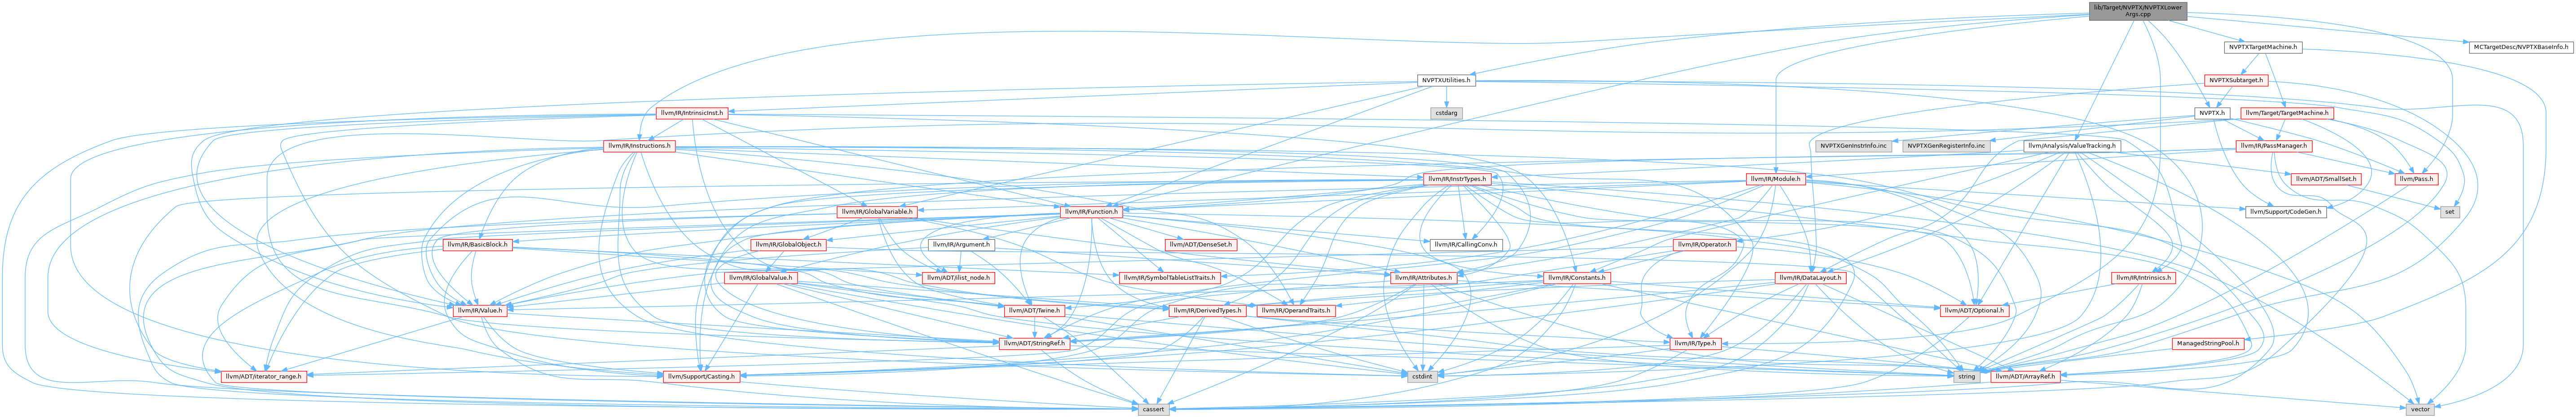 lib/Target/NVPTX/NVPTXLower
Args.cpp
NVPTXTargetMachine.h
MCTargetDesc/NVPTXBaseInfo.h
NVPTXUtilities.h
NVPTXSubtarget.h
llvm/IR/IntrinsicInst.h
cstdarg
NVPTX.h
llvm/Target/TargetMachine.h
llvm/IR/Instructions.h
NVPTXGenInstrInfo.inc
NVPTXGenRegisterInfo.inc
llvm/Analysis/ValueTracking.h
llvm/IR/PassManager.h
llvm/IR/InstrTypes.h
llvm/IR/Module.h
llvm/ADT/SmallSet.h
llvm/Pass.h
llvm/IR/GlobalVariable.h
llvm/IR/Function.h
llvm/Support/CodeGen.h
set
llvm/IR/BasicBlock.h
llvm/IR/GlobalObject.h
llvm/IR/Argument.h
llvm/ADT/DenseSet.h
llvm/IR/CallingConv.h
llvm/IR/Operator.h
llvm/IR/GlobalValue.h
llvm/ADT/ilist_node.h
llvm/IR/SymbolTableListTraits.h
llvm/IR/Attributes.h
llvm/IR/Constants.h
llvm/IR/DataLayout.h
llvm/IR/Intrinsics.h
llvm/IR/Value.h
llvm/ADT/Twine.h
llvm/IR/DerivedTypes.h
llvm/IR/OperandTraits.h
llvm/ADT/Optional.h
llvm/ADT/StringRef.h
llvm/IR/Type.h
ManagedStringPool.h
llvm/ADT/iterator_range.h
llvm/Support/Casting.h
cstdint
string
llvm/ADT/ArrayRef.h
cassert
vector